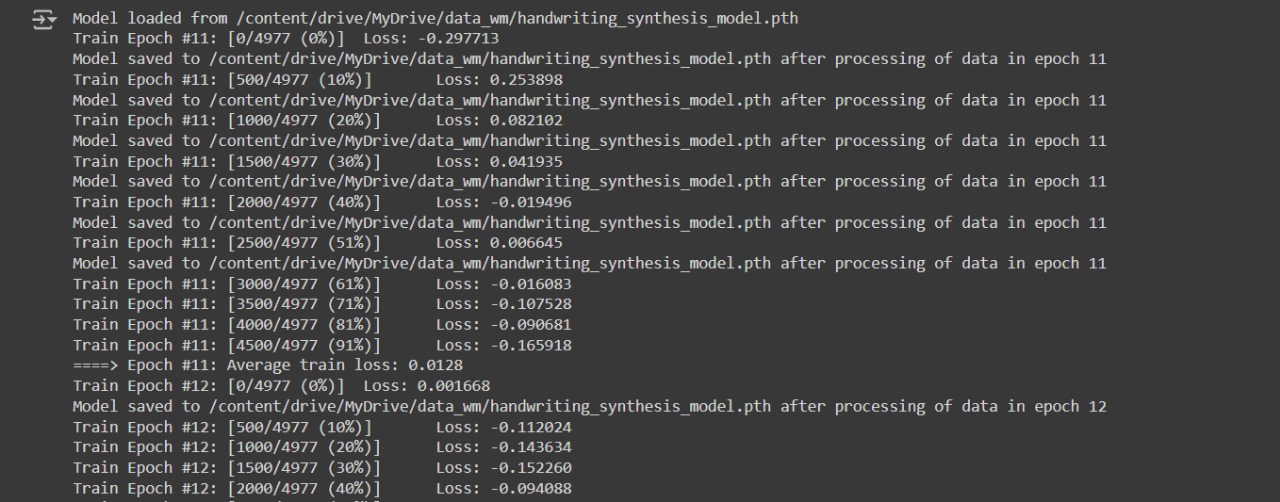 Model loaded from /content/drive/MyDrive/data_wm/handwriting_synthesis_model.pth
Train Epoch #11: [0/4977 (0%)]  Loss: -0.297713
Model saved to /content/drive/MyDrive/data_wm/handwriting_synthesis_model.pth after processing of data in epoch 11
Train Epoch #11: [500/4977 (10%)]       Loss: 0.253898
Model saved to /content/drive/MyDrive/data_wm/handwriting_synthesis_model.pth after processing of data in epoch 11
Train Epoch #11: [1000/4977 (20%)]      Loss: 0.082102
Model saved to /content/drive/MyDrive/data_wm/handwriting_synthesis_model.pth after processing of data in epoch 11
Train Epoch #11: [1500/4977 (30%)]      Loss: 0.041935
Model saved to /content/drive/MyDrive/data_wm/handwriting_synthesis_model.pth after processing of data in epoch 11
Train Epoch #11: [2000/4977 (40%)]      Loss: -0.019496
Model saved to /content/drive/MyDrive/data_wm/handwriting_synthesis_model.pth after processing of data in epoch 11
Train Epoch #11: [2500/4977 (51%)]      Loss: 0.006645
Model saved to /content/drive/MyDrive/data_wm/handwriting_synthesis_model.pth after processing of data in epoch 11
Train Epoch #11: [3000/4977 (61%)]      Loss: -0.016083
Train Epoch #11: [3500/4977 (71%)]      Loss: -0.107528
Train Epoch #11: [4000/4977 (81%)]      Loss: -0.090681
Train Epoch #11: [4500/4977 (91%)]      Loss: -0.165918
====> Epoch #11: Average train loss: 0.0128
Train Epoch #12: [0/4977 (0%)]  Loss: 0.001668
Model saved to /content/drive/MyDrive/data_wm/handwriting_synthesis_model.pth after processing of data in epoch 12
Train Epoch #12: [500/4977 (10%)]       Loss: -0.112024
Train Epoch #12: [1000/4977 (20%)]      Loss: -0.143634
Train Epoch #12: [1500/4977 (30%)]      Loss: -0.152260
Train Epoch #12: [2000/4977 (40%)]      Loss: -0.094088